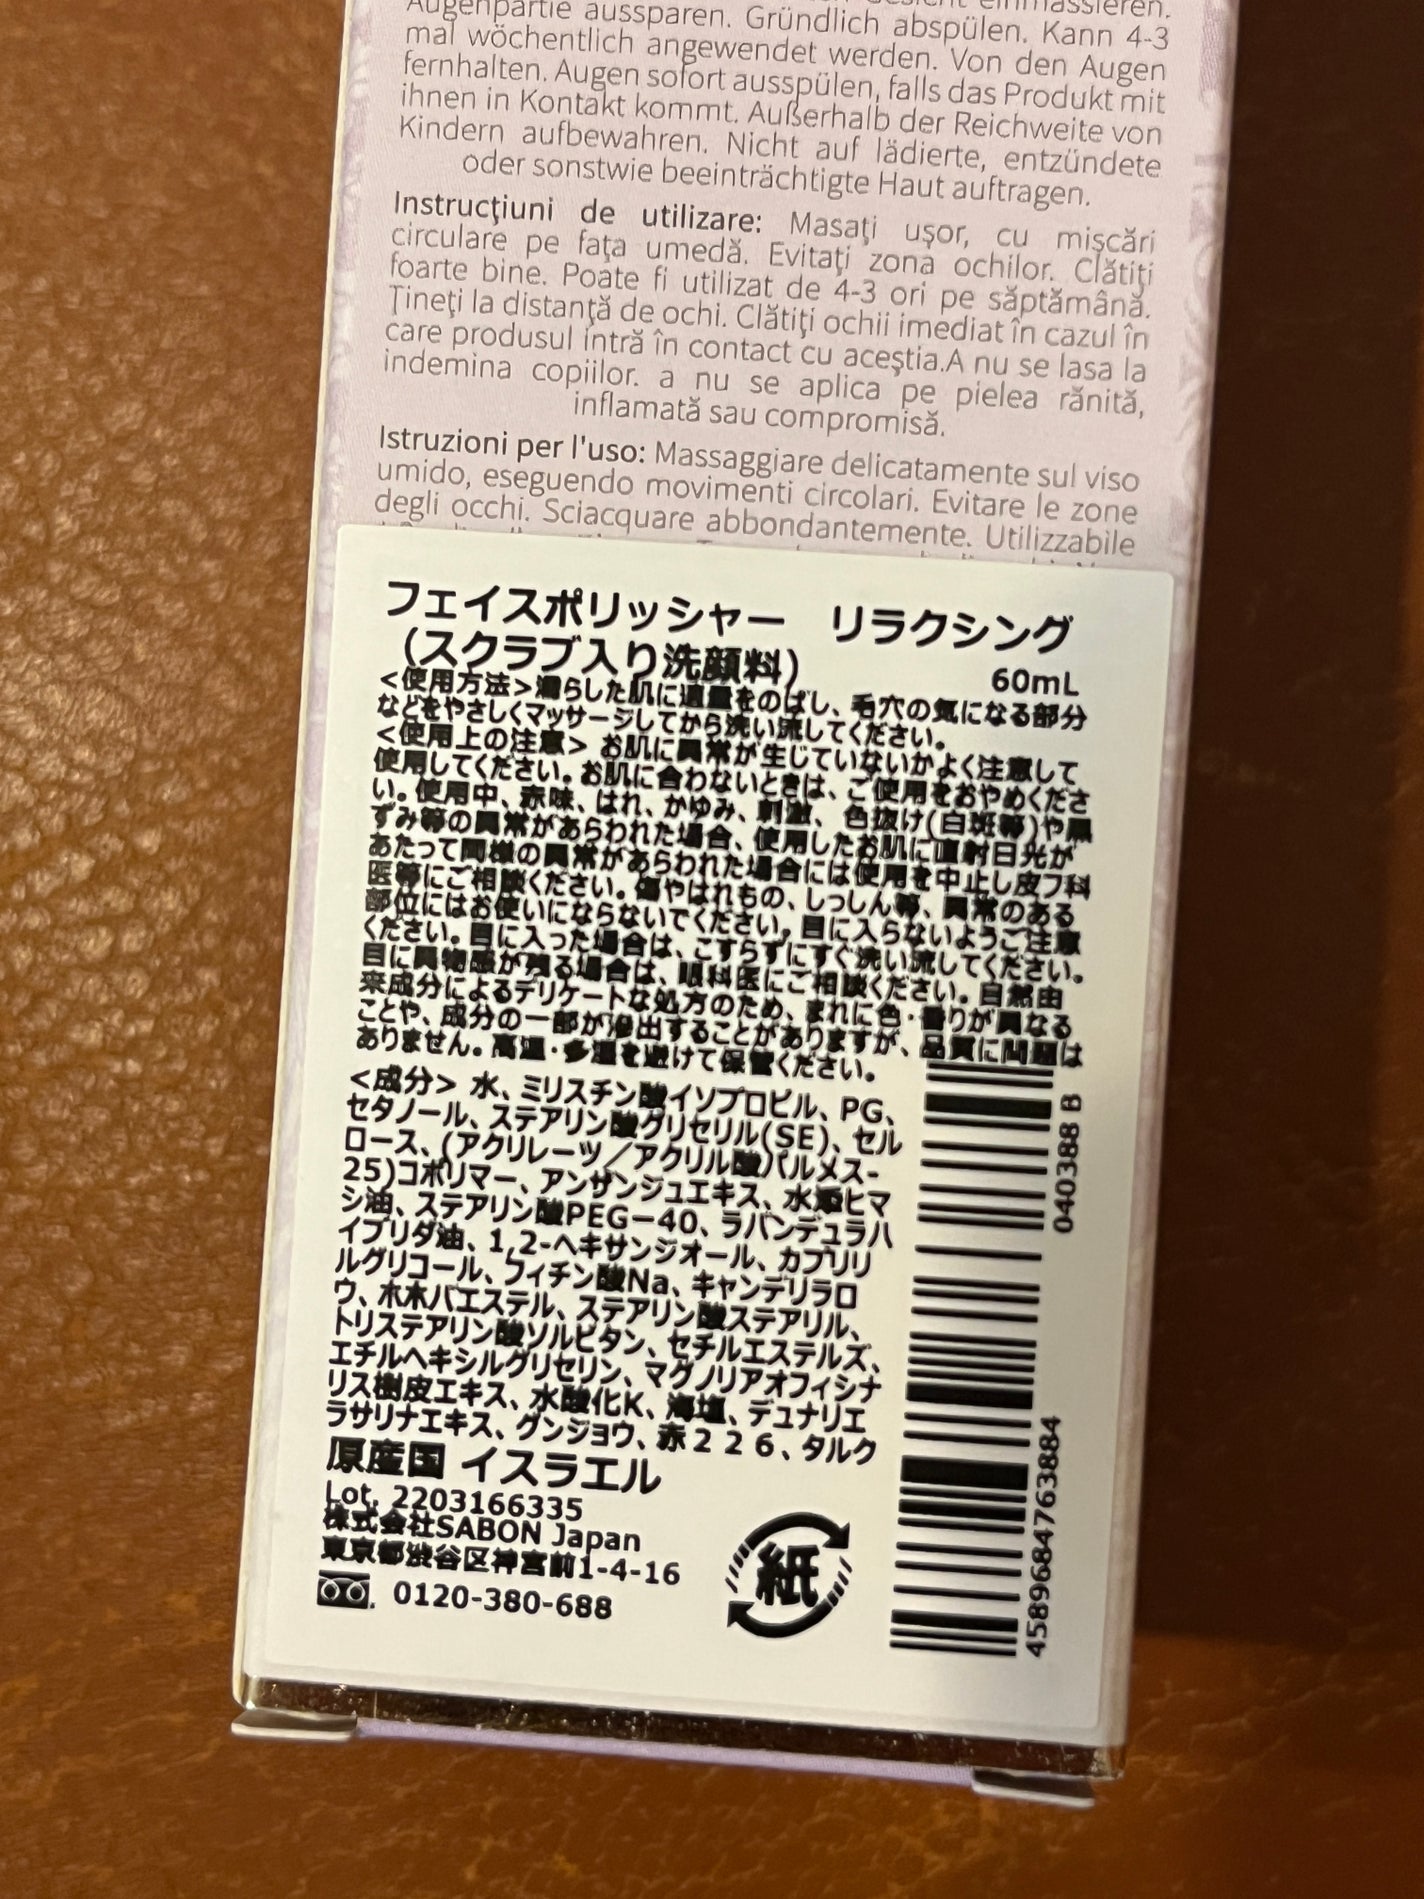 Augenpartie aussparen. Gründlich abspülen. Kann 4-3
mal wöchentlich angewendet werden. Von den Augen
fernhalten. Augen sofort ausspülen, falls das Produkt mit
ihnen in Kontakt kommt. Außerhalb der Reichweite von
Kindern aufbewahren. Nicht auf lädierte, entzündete
oder sonstwie beeinträchtigte Haut auftragen.
Instrucţiuni de utilizare: Masaţi uşor, cu mişcări
circulare pe faţa umedă. Evitaţi zona ochilor. Clătiţi
foarte bine. Poate fi utilizat de 4-3 ori pe săptămână.
Ţineţi la distanţă de ochi. Clătiţi ochii imediat în cazul în
care produsul intră în contact cu aceştia.A nu se lasa la
indemina copiilor. a nu se aplica pe pielea rănită,
inflamată sau compromisă.
Istruzioni per l'uso: Massaggiare delicatamente sul viso
umido, eseguendo movimenti circolari. Evitare le zone
degli occhi. Sciacquare abbondantemente. Utilizzabile
フェイスポリッシャー　リラクシング
（スクラブ入り洗顔料）　60mL
<使用方法>濡らした肌に適量をのばし、毛穴の気になる部分
などをやさしくマッサージしてから洗い流してください。
<使用上の注意> お肌に異常が生じていないかよく注意して
使用してください。お肌に合わないときは、ご使用をおやめくださ
い。使用中、赤味、はれ、かゆみ、刺激、色抜け(白斑等)や黒
ずみ等の異常があらわれた場合、使用したお肌に直射日光が
あたって同様の異常があらわれた場合には使用を中止し皮フ科
医等にご相談ください。傷やはれもの、しっしん等、異常のある
部位にはお使いにならないでください。目に入らないようご注意
ください。目に入った場合は、こすらずにすぐ洗い流してください。
目に異物感が残る場合は、眼科医にご相談ください。自然由
来成分によるデリケートな処方のため、まれに色・香りが異なる
ことや、成分の一部が滲出することがありますが、品質に問題は
ありません。高温・多湿を避けて保管ください。
<成分> 水、ミリスチン酸イソプロピル、PG、
セタノール、ステアリン酸グリセリル(SE)、セル
ロース、(アクリレーツ／アクリル酸パルメス-
25)コポリマー、アンザンジュエキス、水添ヒマ
シ油、ステアリン酸PEG－40、ラバンデュラハ
イブリダ油、1,2-ヘキサンジオール、カプリリ
ルグリコール、フィチン酸Na、キャンデリラロ
ウ、ホホバエステル、ステアリン酸ステアリル、
トリステアリン酸ソルビタン、セチルエステルズ、
エチルヘキシルグリセリン、マグノリアオフィシナ
リス樹皮エキス、水酸化K、海塩、デュナリエ
ラサリナエキス、グンジョウ、赤２２６、タルク
原産国 イスラエル
Lot. 2203166335
株式会社SABON Japan
東京都渋谷区神宮前1-4-16
0120-380-688
紙
040388 B
4589684763884